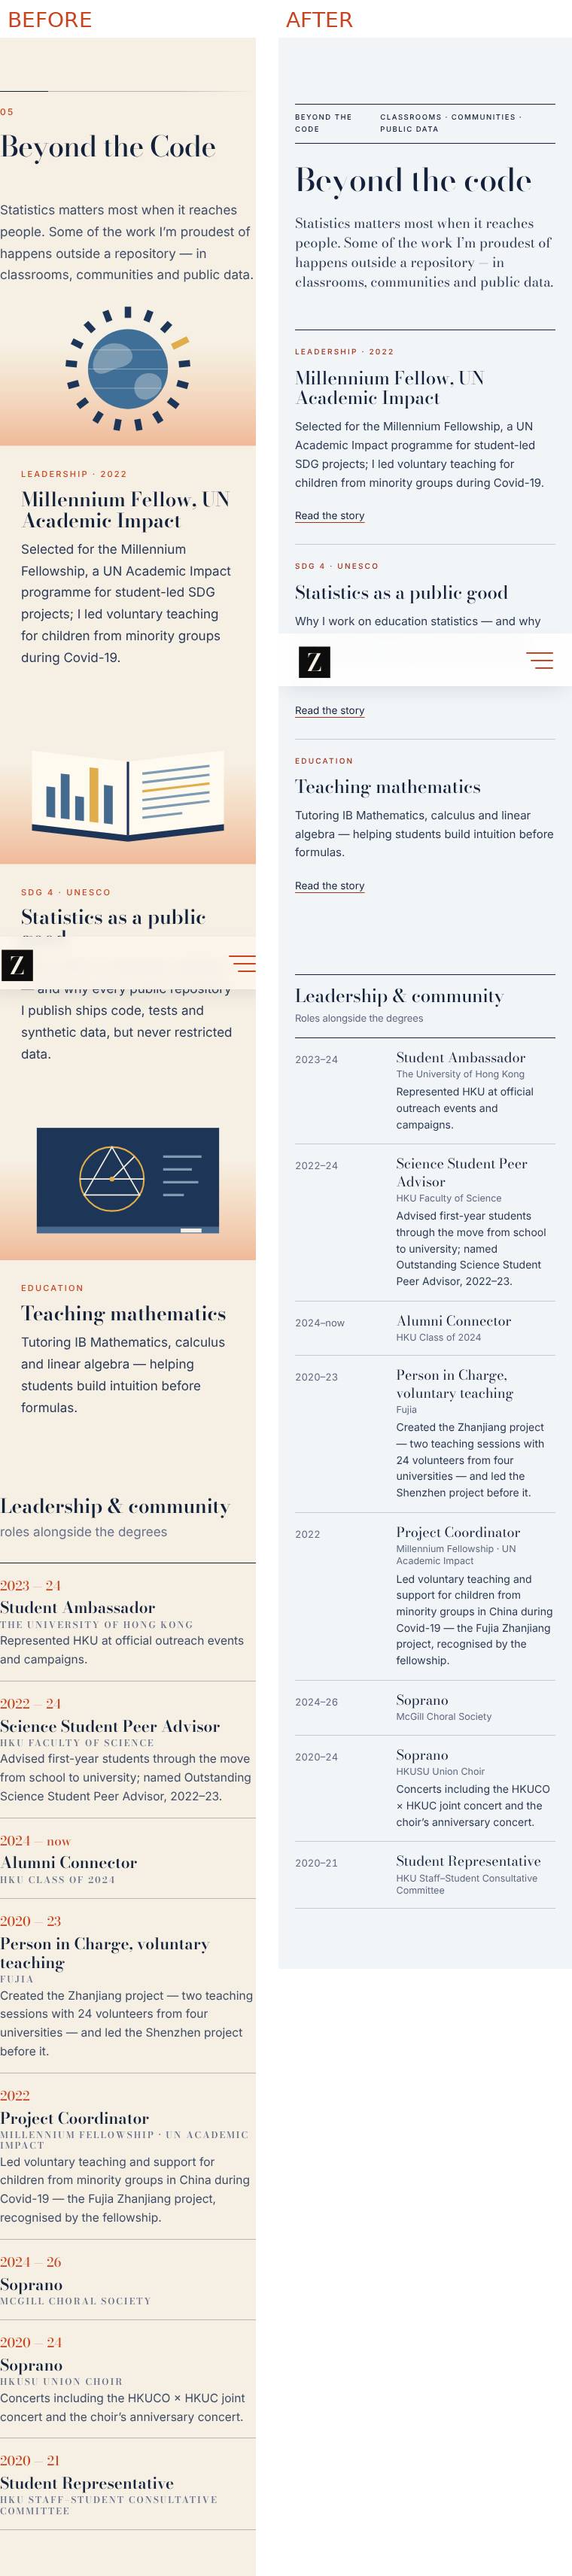 BEFORE
05
Beyond the Code
Statistics matters most when it reaches
people. Some of the work I’m proudest of
happens outside a repository — in
classrooms, communities and public data.
LEADERSHIP · 2022
Millennium Fellow, UN
Academic Impact
Selected for the Millennium
Fellowship, a UN Academic Impact
programme for student-led SDG
projects; I led voluntary teaching
for children from minority groups
during Covid-19.
SDG 4 · UNESCO
Statistics as a public
Z
— and why every public repository
I publish ships code, tests and
synthetic data, but never restricted
data.
EDUCATION
Teaching mathematics
Tutoring IB Mathematics, calculus
and linear algebra — helping
students build intuition before
formulas.
Leadership & community
roles alongside the degrees
2023 — 24
Student Ambassador
THE UNIVERSITY OF HONG KONG
Represented HKU at official outreach events
and campaigns.
2022 — 24
Science Student Peer Advisor
HKU FACULTY OF SCIENCE
Advised first-year students through the move
from school to university; named Outstanding
Science Student Peer Advisor, 2022–23.
2024 — now
Alumni Connector
HKU CLASS OF 2024
2020 — 23
Person in Charge, voluntary
teaching
FUJIA
Created the Zhanjiang project — two teaching
sessions with 24 volunteers from four
universities — and led the Shenzhen project
before it.
2022
Project Coordinator
MILLENNIUM FELLOWSHIP · UN ACADEMIC
IMPACT
Led voluntary teaching and support for
children from minority groups in China during
Covid-19 — the Fujia Zhanjiang project,
recognised by the fellowship.
2024 — 26
Soprano
MCGILL CHORAL SOCIETY
2020 — 24
Soprano
HKUSU UNION CHOIR
Concerts including the HKUCO × HKUC joint
concert and the choir’s anniversary concert.
2020 — 21
Student Representative
HKU STAFF–STUDENT CONSULTATIVE
COMMITTEE
AFTER
BEYOND THE
CODE
CLASSROOMS · COMMUNITIES ·
PUBLIC DATA
Beyond the code
Statistics matters most when it reaches
people. Some of the work I’m proudest of
happens outside a repository — in
classrooms, communities and public data.
LEADERSHIP · 2022
Millennium Fellow, UN
Academic Impact
Selected for the Millennium Fellowship, a UN
Academic Impact programme for student-led
SDG projects; I led voluntary teaching for
children from minority groups during Covid-19.
Read the story
SDG 4 · UNESCO
Statistics as a public good
Why I work on education statistics — and why
Z
Read the story
EDUCATION
Teaching mathematics
Tutoring IB Mathematics, calculus and linear
algebra — helping students build intuition before
formulas.
Read the story
Leadership & community
Roles alongside the degrees
2023–24
Student Ambassador
The University of Hong Kong
Represented HKU at official
outreach events and
campaigns.
2022–24
Science Student Peer
Advisor
HKU Faculty of Science
Advised first-year students
through the move from school
to university; named
Outstanding Science Student
Peer Advisor, 2022–23.
2024–now
Alumni Connector
HKU Class of 2024
2020–23
Person in Charge,
voluntary teaching
Fujia
Created the Zhanjiang project
— two teaching sessions with
24 volunteers from four
universities — and led the
Shenzhen project before it.
2022
Project Coordinator
Millennium Fellowship · UN
Academic Impact
Led voluntary teaching and
support for children from
minority groups in China during
Covid-19 — the Fujia Zhanjiang
project, recognised by the
fellowship.
2024–26
Soprano
McGill Choral Society
2020–24
Soprano
HKUSU Union Choir
Concerts including the HKUCO
× HKUC joint concert and the
choir’s anniversary concert.
2020–21
Student Representative
HKU Staff–Student Consultative
Committee